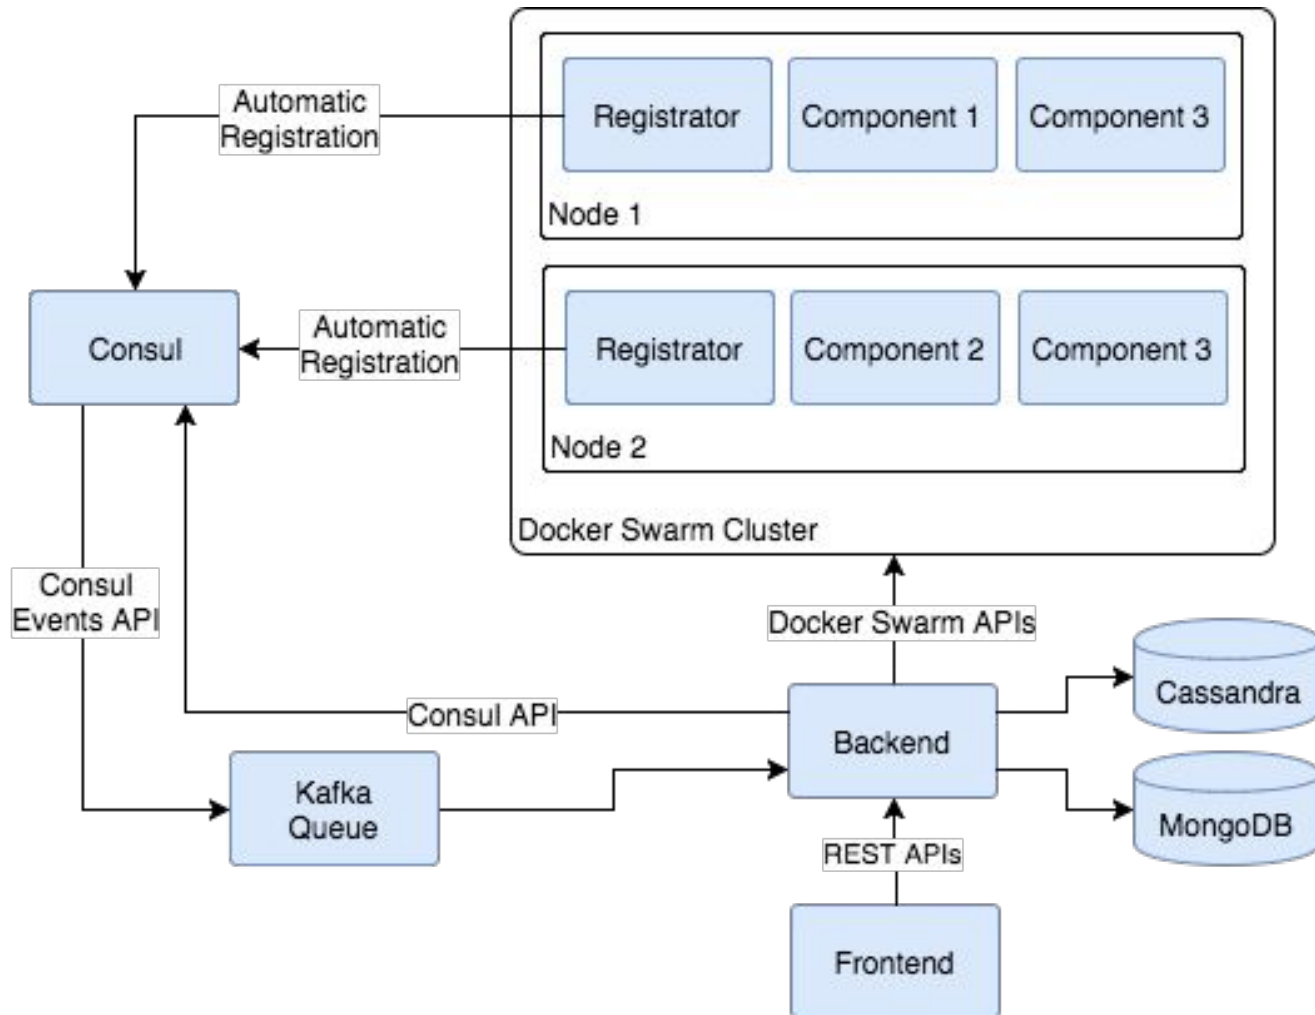 Automatic
Registration
Registrator
Component 1
Component 3
Node 1
Consul
Automatic
Registration
Registrator
Component 2
Component 3
Node 2
Docker Swarm Cluster
Consul
Events API
Docker Swarm APIs
Cassandra
Consul API
Backend
Kafka
Queue
MongoDB
REST APIs
Frontend